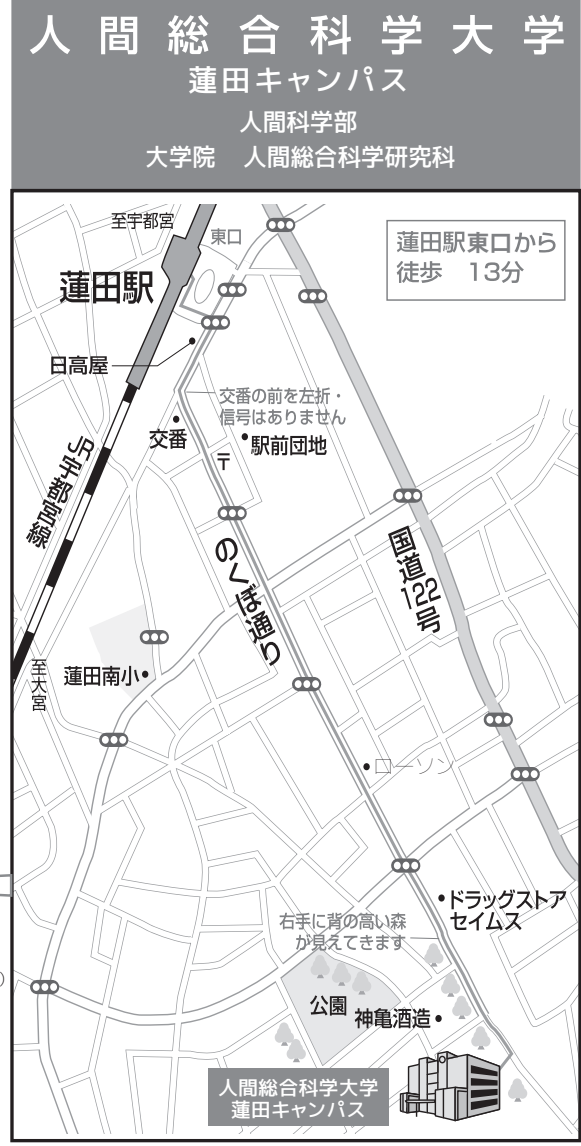 人間総合科学大学
蓮田キャンパス
人間科学部
大学院　人間総合科学研究科
至宇都宮
東口
蓮田駅東口から
徒歩　13分
蓮田駅
日高屋
交番の前を左折・
信号はありません
交番
駅前団地
〒
JR宇都宮線
のくぼ通り
国道122号
至大宮
蓮田南小
ローソン
ドラッグストア
セイムス
右手に背の高い森
が見えてきます
公園
神亀酒造
人間総合科学大学
蓮田キャンパス